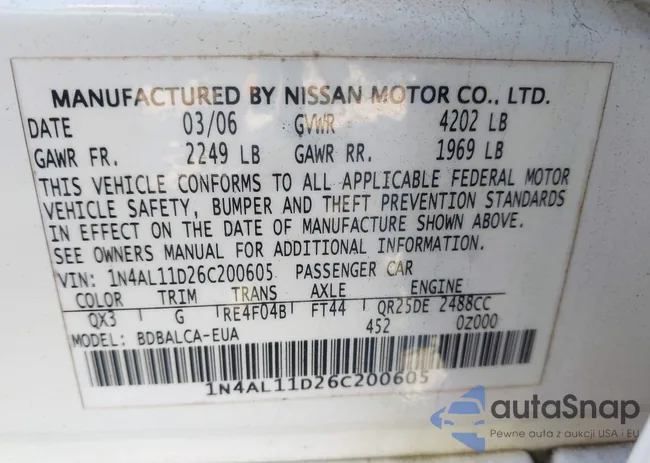 MANUFACTURED BY NISSAN MOTOR CO., LTD.
DATE 03/06 GVWR 4202 LB
GAWR FR. 2249 LB GAWR RR. 1969 LB
THIS VEHICLE CONFORMS TO ALL APPLICABLE FEDERAL MOTOR
VEHICLE SAFETY, BUMPER AND THEFT PREVENTION STANDARDS
IN EFFECT ON THE DATE OF MANUFACTURE SHOWN ABOVE.
SEE OWNERS MANUAL FOR ADDITIONAL INFORMATION.
VIN: 1N4AL11D26C200605 PASSENGER CAR
COLOR TRIM TRANS AXLE ENGINE
QX3 G RE4F04B FT44 QR25DE 2488CC
MODEL: BDBALCA-EUA 452 0Z000
1N4AL11D26C200605
autaSnap
Pewne auta z aukcji USA i EU